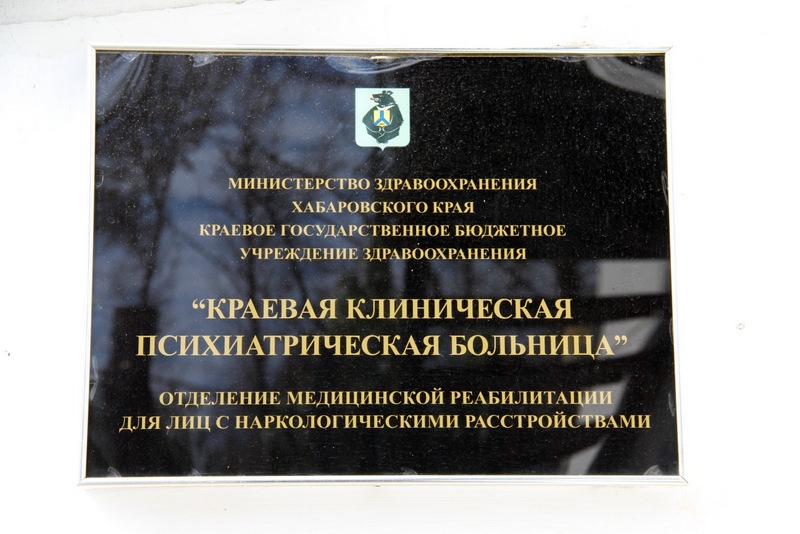 МИНИСТЕРСТВО ЗДРАВООХРАНЕНИЯ
ХАБАРОВСКОГО КРАЯ
КРАЕВОЕ ГОСУДАРСТВЕННОЕ БЮДЖЕТНОЕ
УЧРЕЖДЕНИЕ ЗДРАВООХРАНЕНИЯ
“КРАЕВАЯ КЛИНИЧЕСКАЯ
ПСИХИАТРИЧЕСКАЯ БОЛЬНИЦА”
ОТДЕЛЕНИЕ МЕДИЦИНСКОЙ РЕАБИЛИТАЦИИ
ДЛЯ ЛИЦ С НАРКОЛОГИЧЕСКИМИ РАССТРОЙСТВАМИ